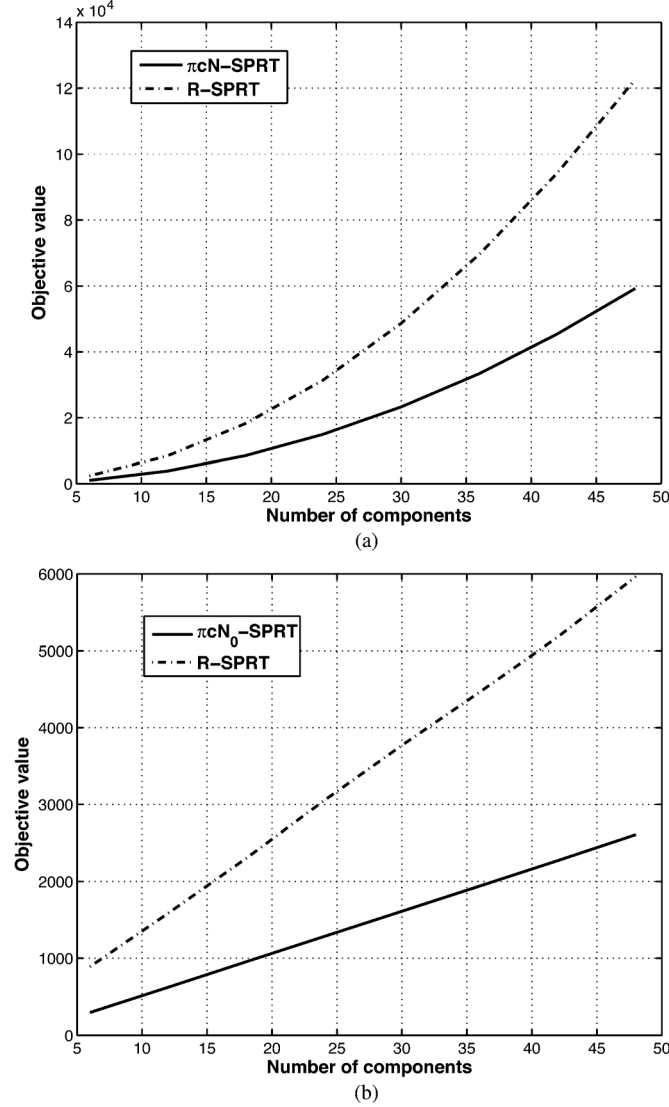 14 x 10⁴
πcN-SPRT
R-SPRT
12
10
8
6
4
2
0
Objective value
5 10 15 20 25 30 35 40 45 50
Number of components
(a)
6000
πcN₀-SPRT
R-SPRT
5000
4000
3000
2000
1000
0
Objective value
5 10 15 20 25 30 35 40 45 50
Number of components
(b)